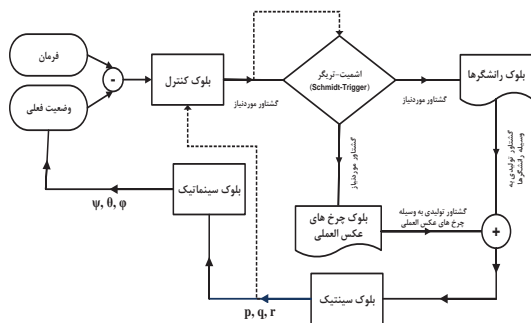 فرمان
وضعیت فعلی
-
بلوک کنترل
گشتاور موردنیاز
اشمیت-تریگر
(Schmidt-Trigger)
گشتاور موردنیاز
بلوک رانشگرها
گشتاور موردنیاز
گشتاور تولیدی به
وسیله رانشگرها
بلوک چرخ های
عکس العملی
گشتاور تولیدی به وسیله
چرخ های عکس العملی
+
بلوک سینماتیک
ψ, θ, φ
بلوک سینتیک
p, q, r